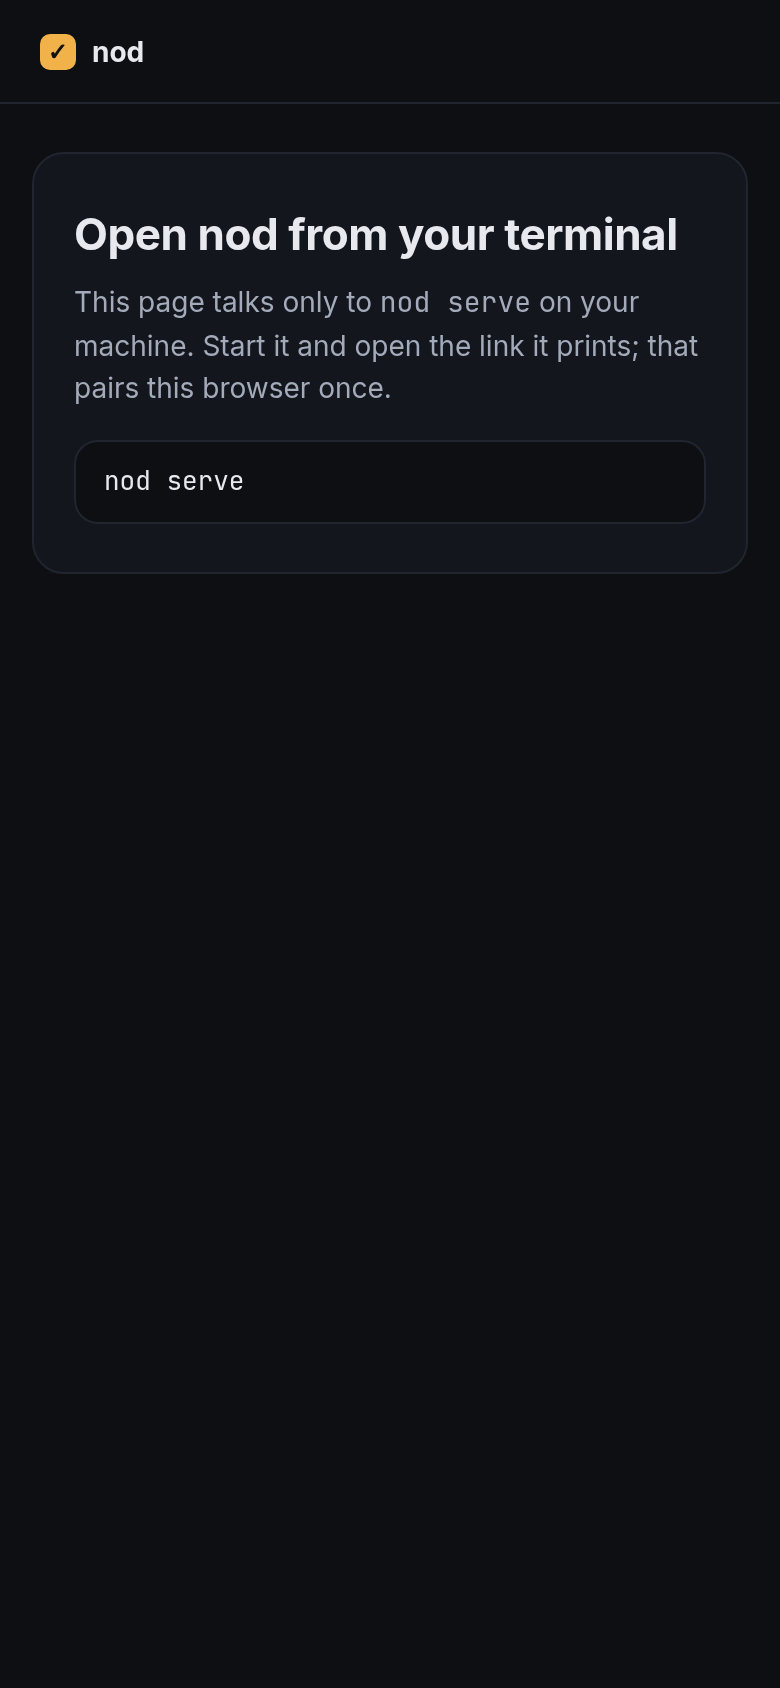 ✓ nod
Open nod from your terminal
This page talks only to nod serve on your
machine. Start it and open the link it prints; that
pairs this browser once.
nod serve